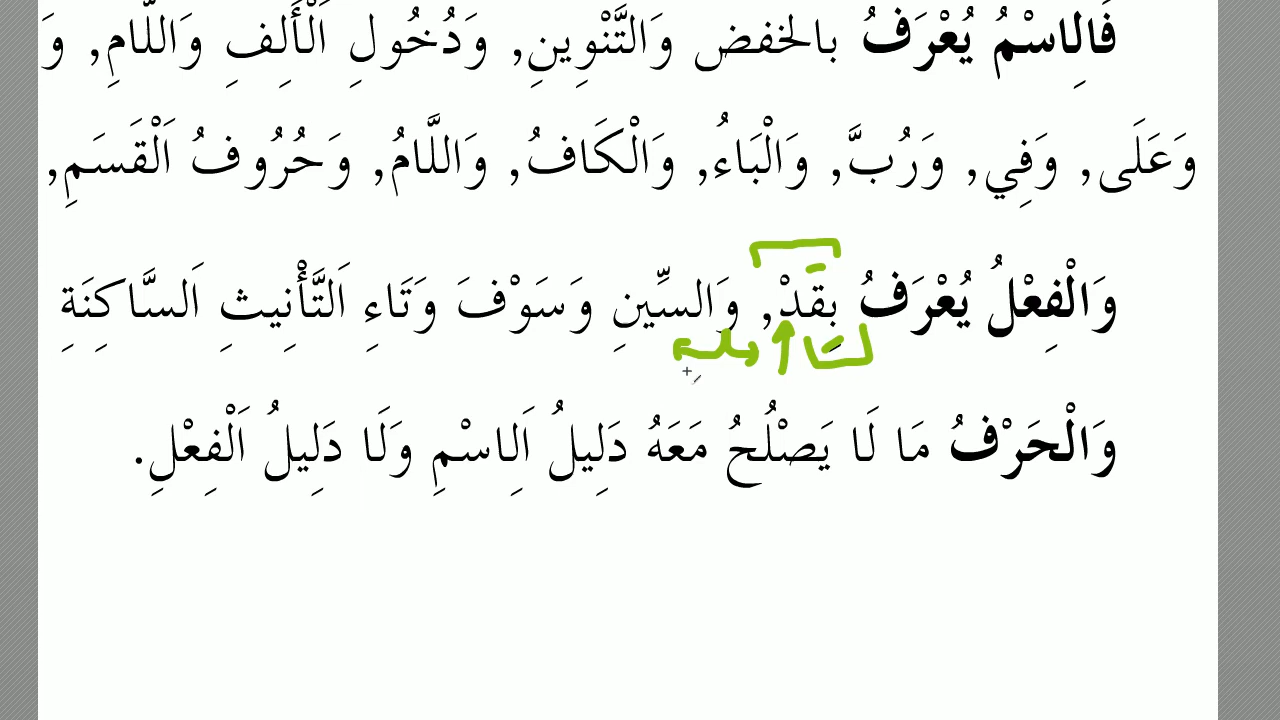 فَالِاسْمُ يُعْرَفُ بالخفض وَالتَّنْوِينِ, وَدُخُولِ اَلْأَلِفِ وَاللَّامِ, وَ
وَعَلَى, وَفِي, وَرُبَّ, وَالْبَاءُ, وَالْكَافُ, وَاللَّامُ, وَحُرُوفُ اَلْقَسَمِ,
وَالْفِعْلُ يُعْرَفُ بِقَدْ, وَالسِّينِ وَسَوْفَ وَتَاءِ اَلتَّأْنِيثِ اَلسَّاكِنَةِ
وَالْحَرْفُ مَا لَا يَصْلُحُ مَعَهُ دَلِيلُ اَلِاسْمِ وَلَا دَلِيلُ اَلْفِعْلِ.